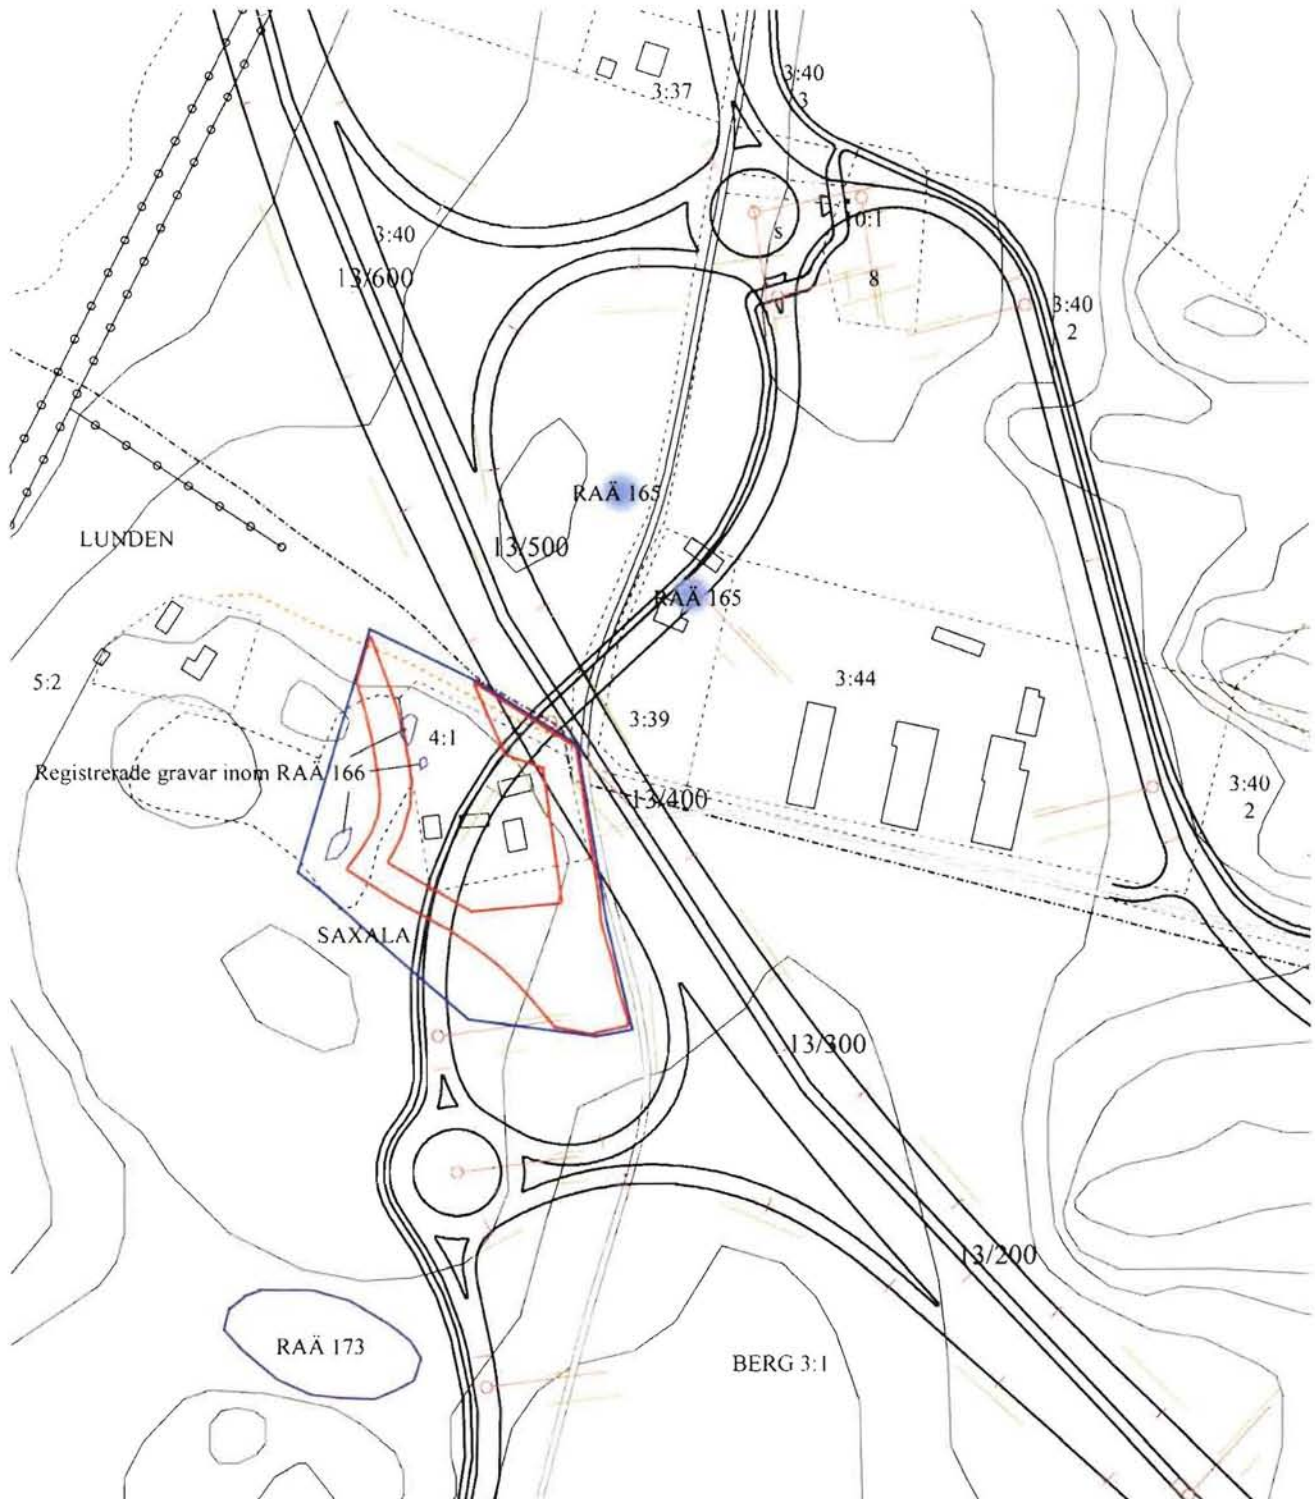 3:37
3:40
3
s
10:1
3:40
13/600
8
3:40
2
RAÄ 165
LUNDEN
13/500
RAÄ 165
5:2
3:44
3:39
4:1
Registrerade gravar inom RAÄ 166
13/400
3:40
2
SAXALA
13/300
13/200
RAÄ 173
BERG 3:1